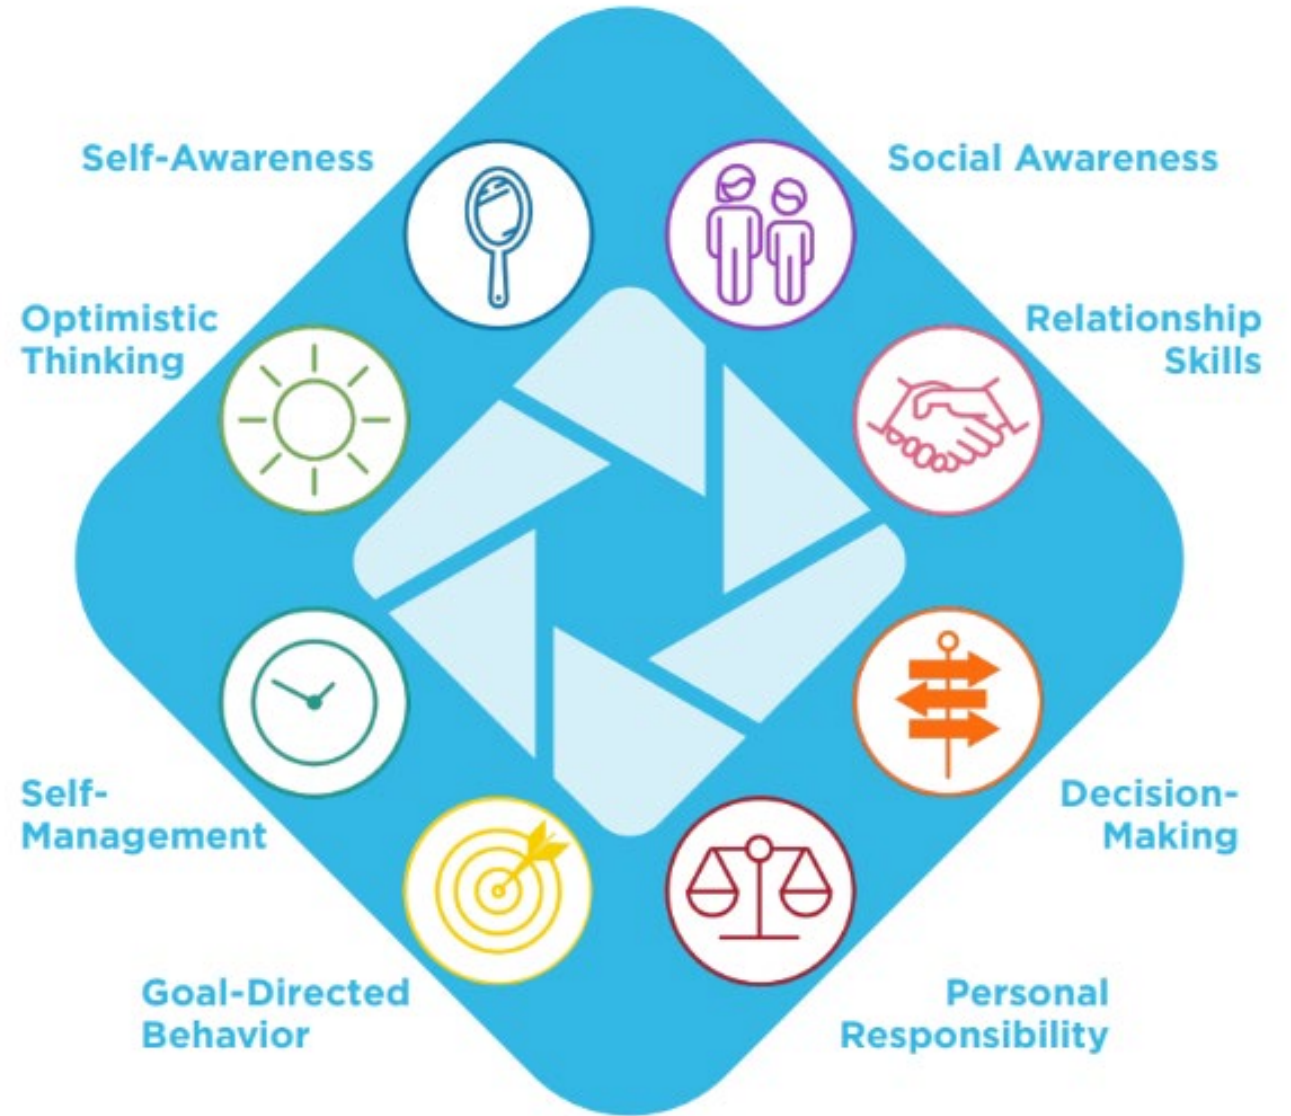 Self-Awareness
Social Awareness
Optimistic
Thinking
Relationship
Skills
Self-
Management
Decision-
Making
Goal-Directed
Behavior
Personal
Responsibility